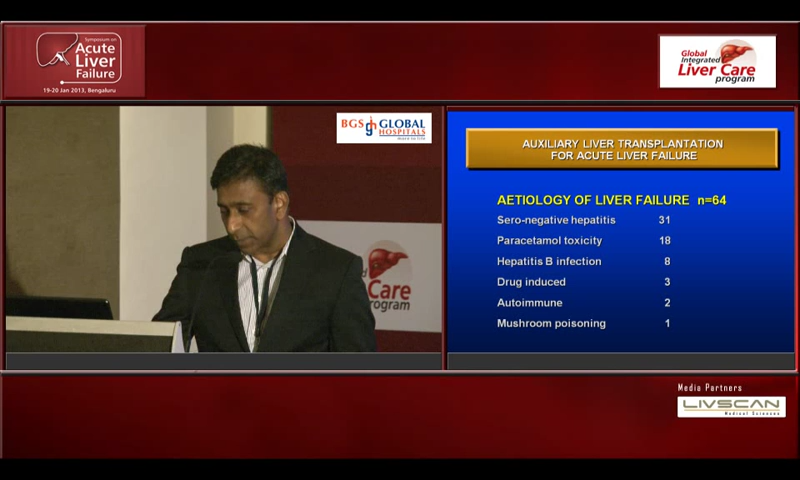 Symposium on
Acute
Liver
Failure
19-20 Jan 2013, Bengaluru
Global
Integrated
Liver Care
program
BGS GLOBAL
HOSPITALS
AUXILIARY LIVER TRANSPLANTATION
FOR ACUTE LIVER FAILURE
AETIOLOGY OF LIVER FAILURE n=64
Sero-negative hepatitis 31
Paracetamol toxicity 18
Hepatitis B infection 8
Drug induced 3
Autoimmune 2
Mushroom poisoning 1
Care
program
Media Partners
LIVSCAN
Medical Sciences